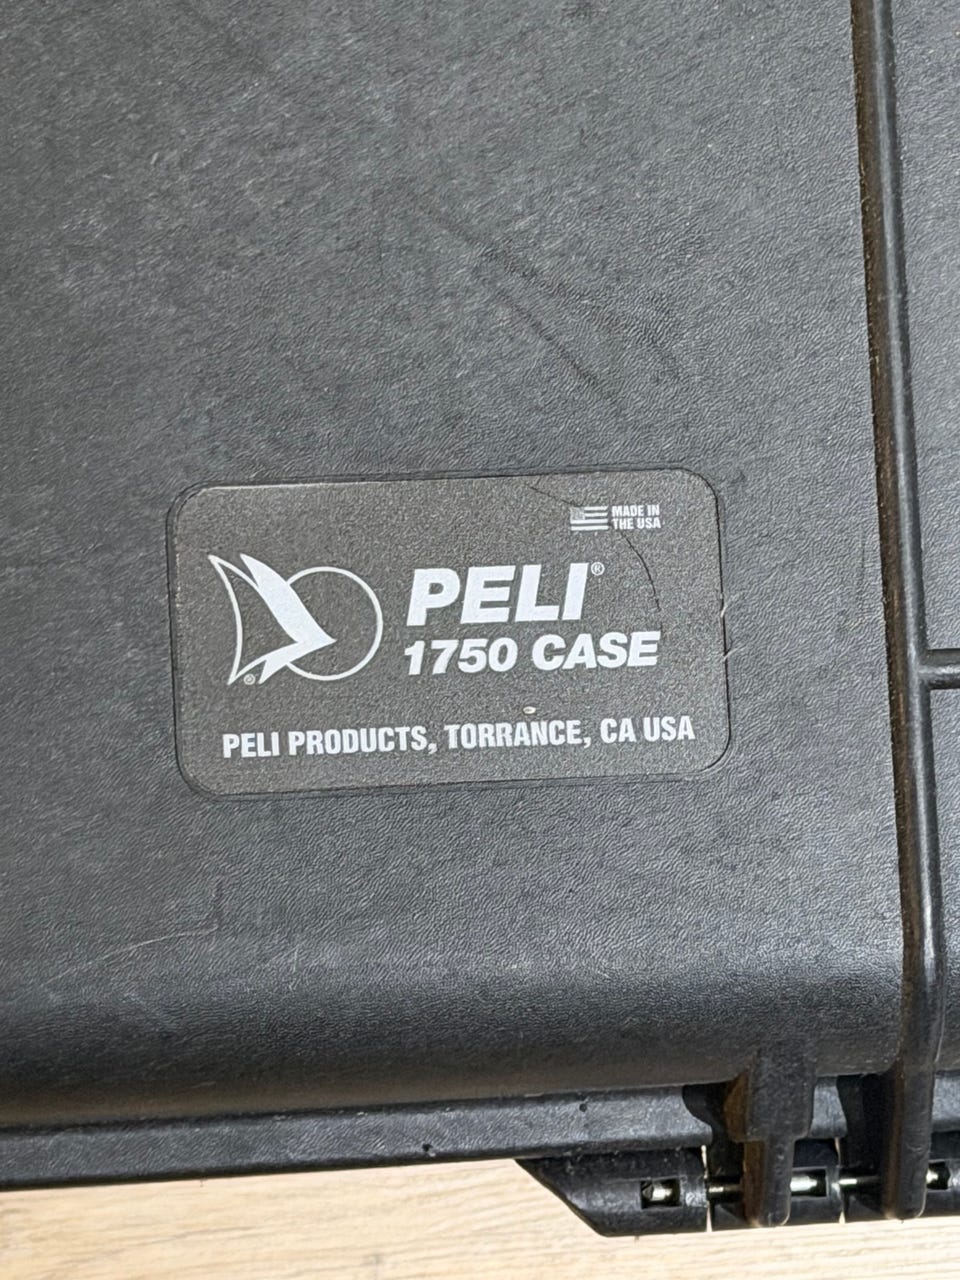 MADE IN
THE USA
PELI®
1750 CASE
®
PELI PRODUCTS, TORRANCE, CA USA